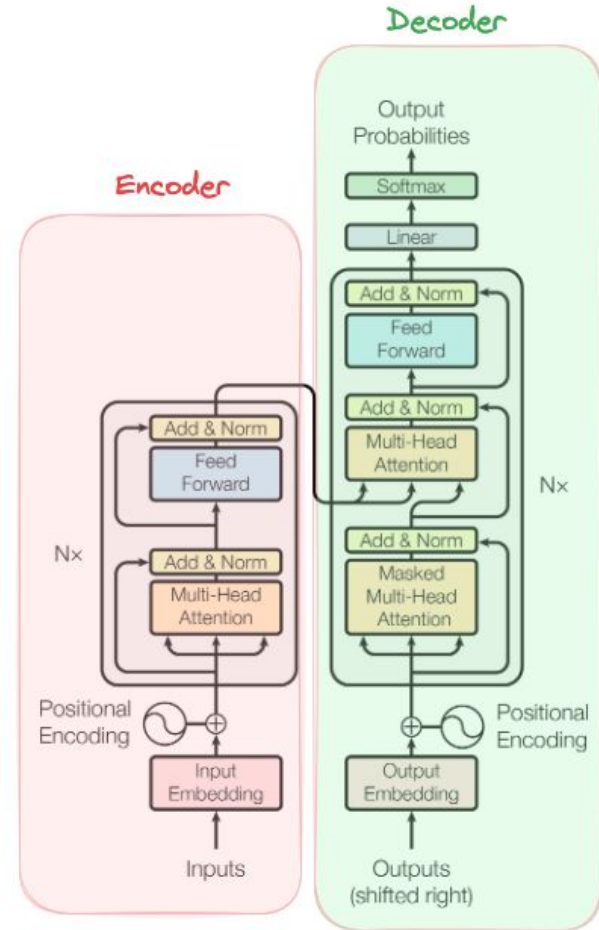 Decoder
Output
Probabilities
Softmax
Linear
Add & Norm
Feed
Forward
Add & Norm
Multi-Head
Attention
Nx
Add & Norm
Masked
Multi-Head
Attention
Positional
Encoding
Output
Embedding
Outputs
(shifted right)
Encoder
Add & Norm
Feed
Forward
Nx
Add & Norm
Multi-Head
Attention
Positional
Encoding
Input
Embedding
Inputs